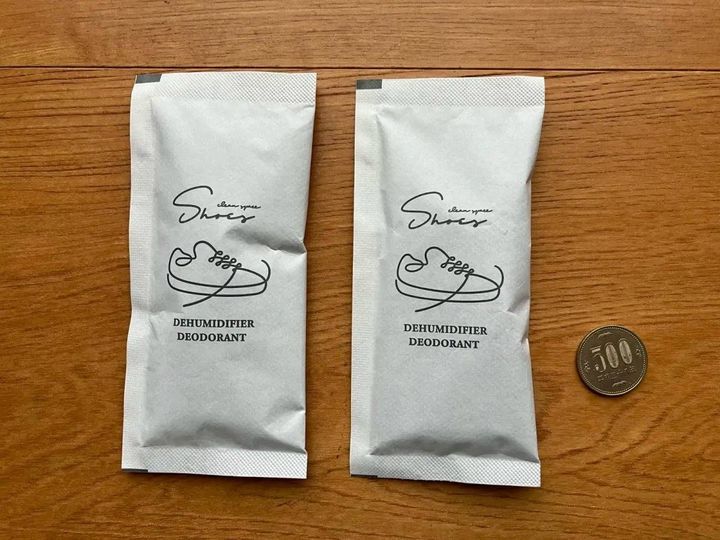 clean space
Shoes
DEHUMIDIFIER
DEODORANT
clean space
Shoes
DEHUMIDIFIER
DEODORANT
500